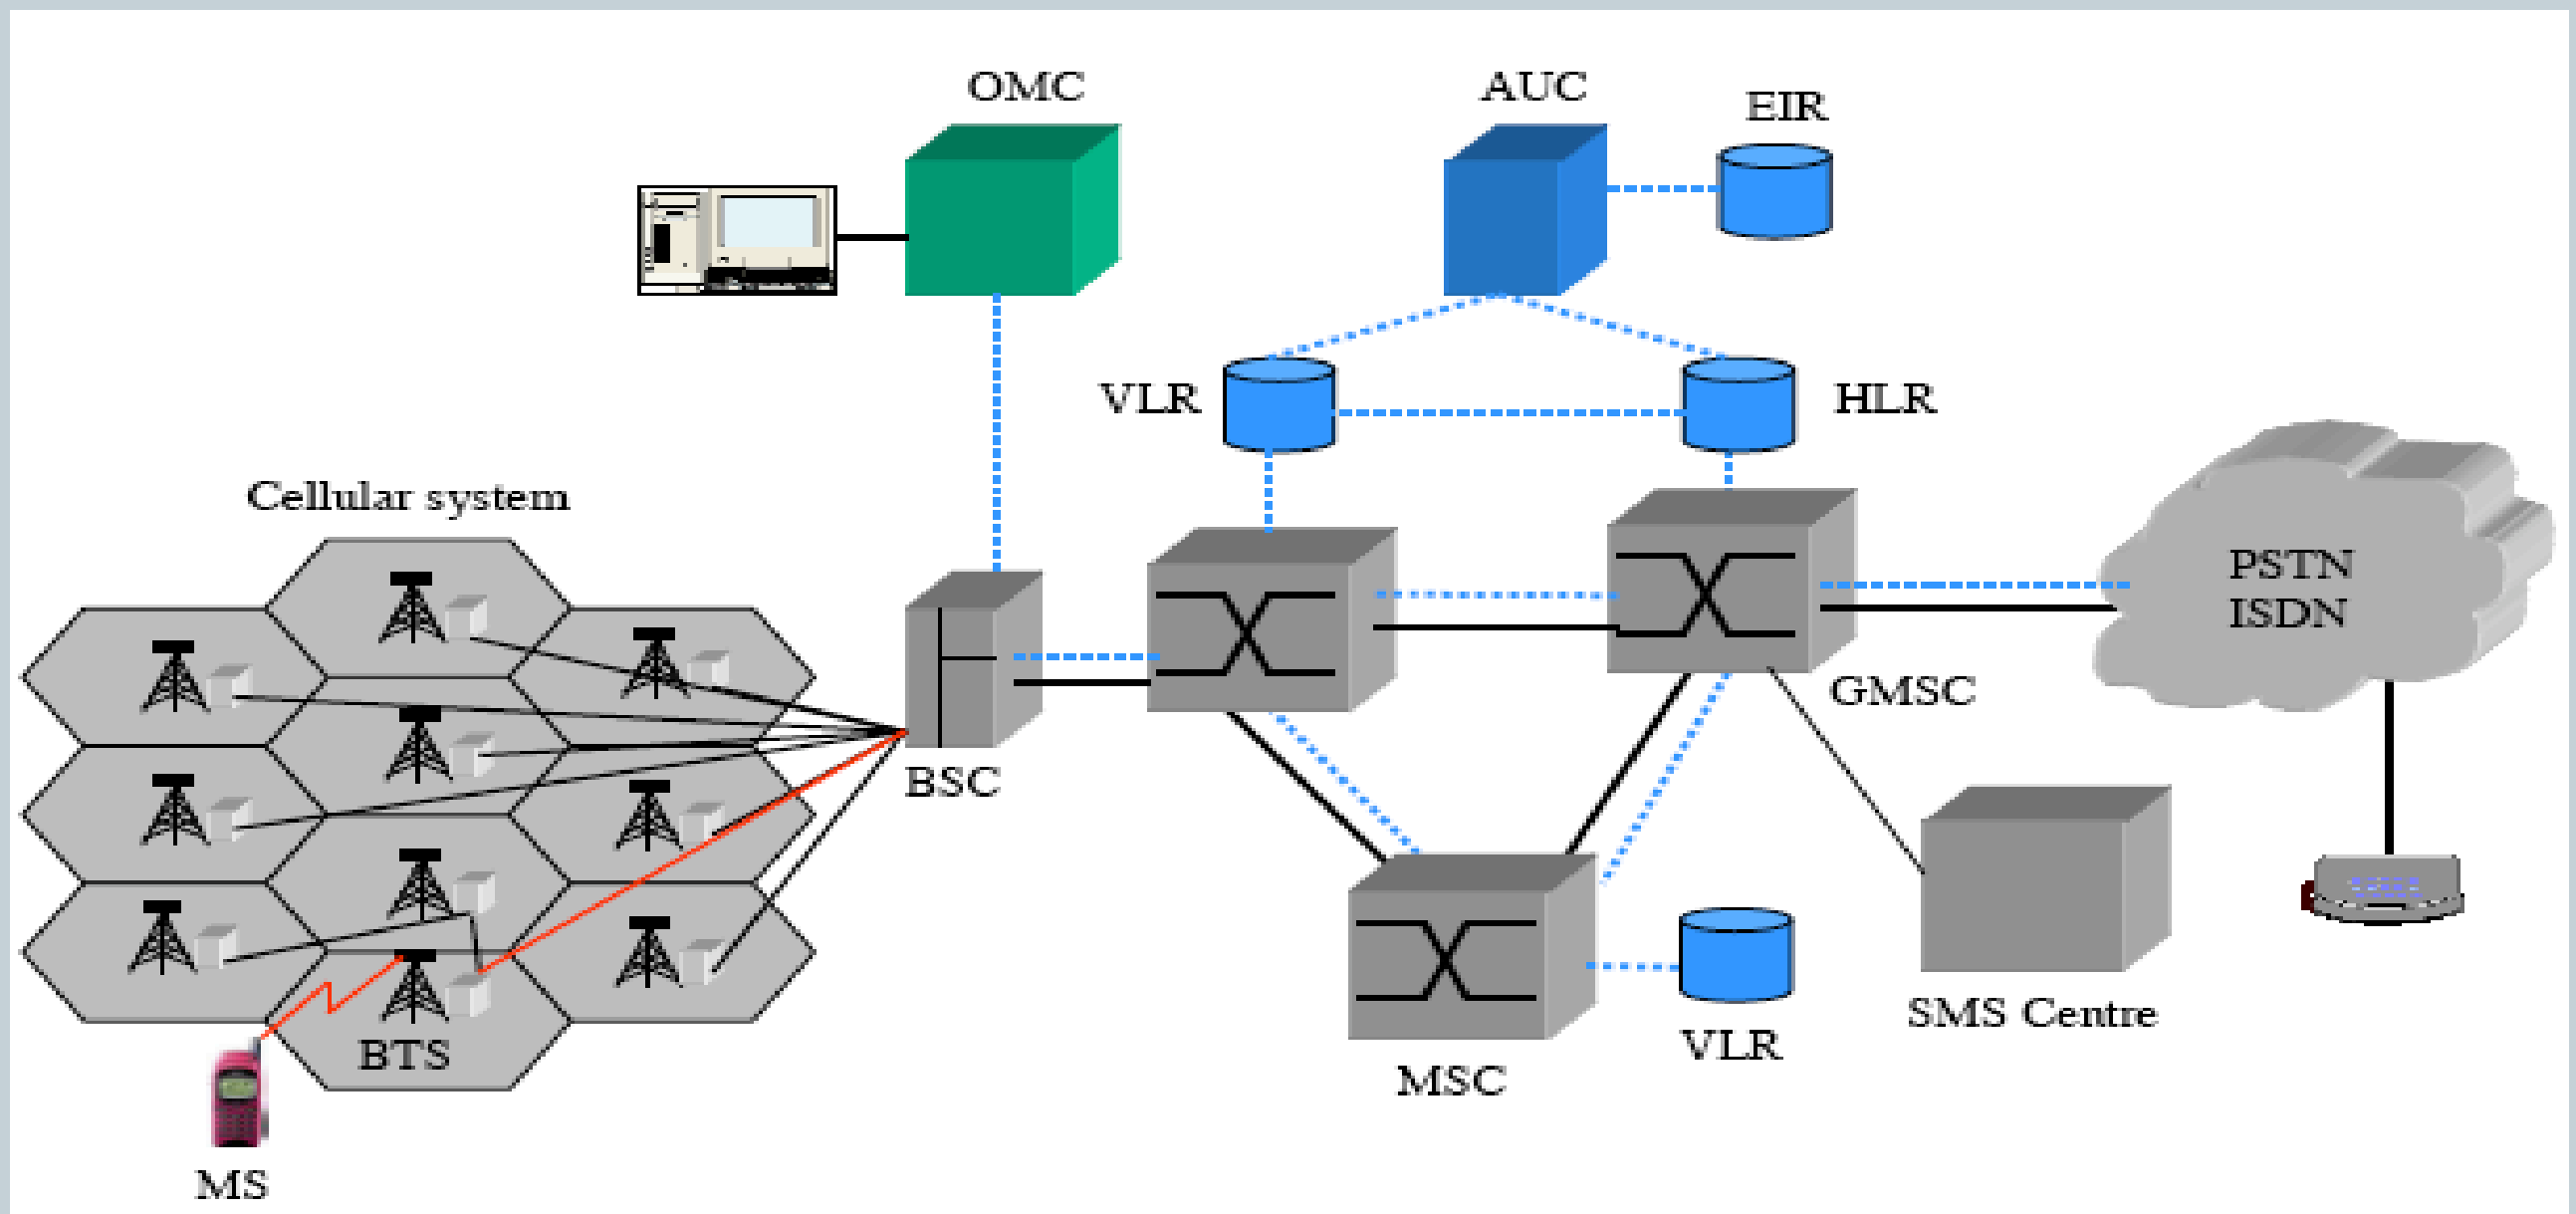 OMC
AUC
EIR
VLR
HLR
Cellular system
PSTN
ISDN
GMSC
BSC
SMS Centre
VLR
BTS
MSC
MS